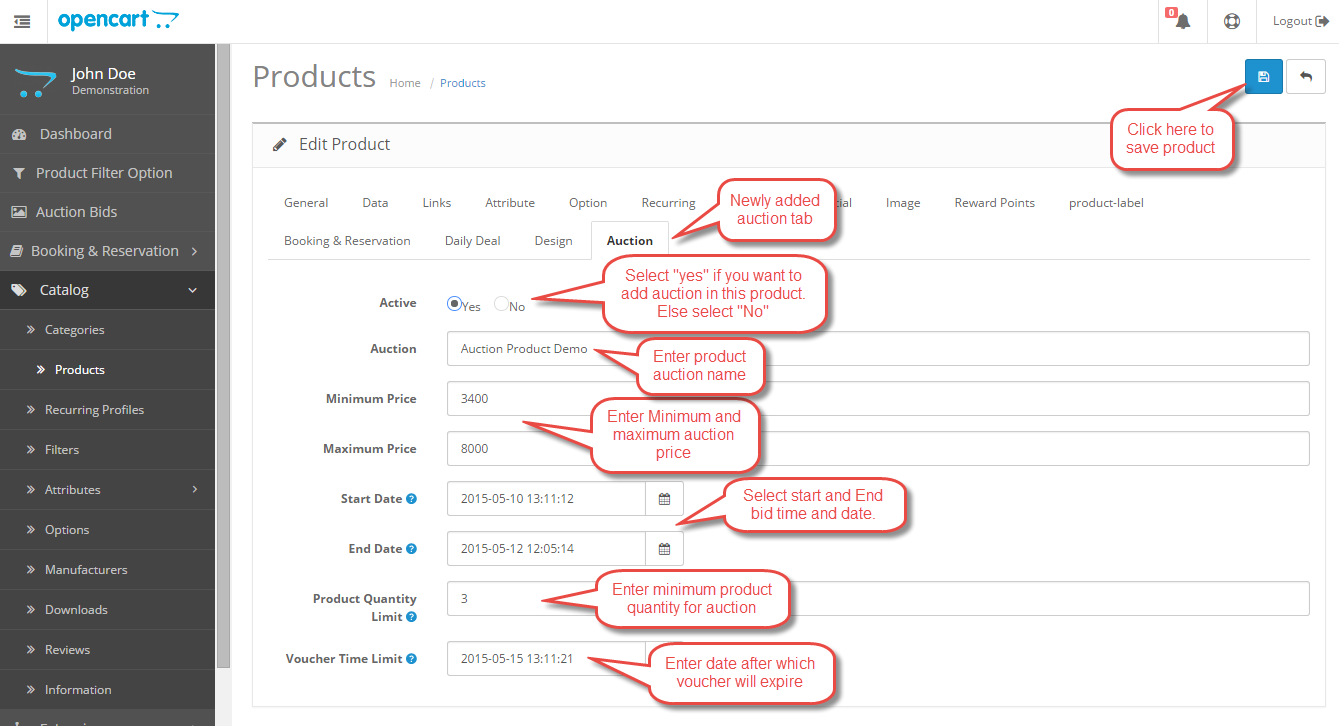 opencart
0
Logout
John Doe
Demonstration
Dashboard
Product Filter Option
Auction Bids
Booking & Reservation
Catalog
Categories
Products
Recurring Profiles
Filters
Attributes
Options
Manufacturers
Downloads
Reviews
Information
Products
Home / Products
Click here to
save product
Edit Product
General Data Links Attribute Option Recurring Image Reward Points product-label
Newly added
auction tab
Booking & Reservation Daily Deal Design Auction
Select "yes" if you want to
add auction in this product.
Else select "No"
Active Yes No
Auction Auction Product Demo
Enter product
auction name
Minimum Price 3400
Enter Minimum and
maximum auction
price
Maximum Price 8000
Start Date ? 2015-05-10 13:11:12
Select start and End
bid time and date.
End Date ? 2015-05-12 12:05:14
Product Quantity
Limit ? 3
Enter minimum product
quantity for auction
Voucher Time Limit ? 2015-05-15 13:11:21
Enter date after which
voucher will expire